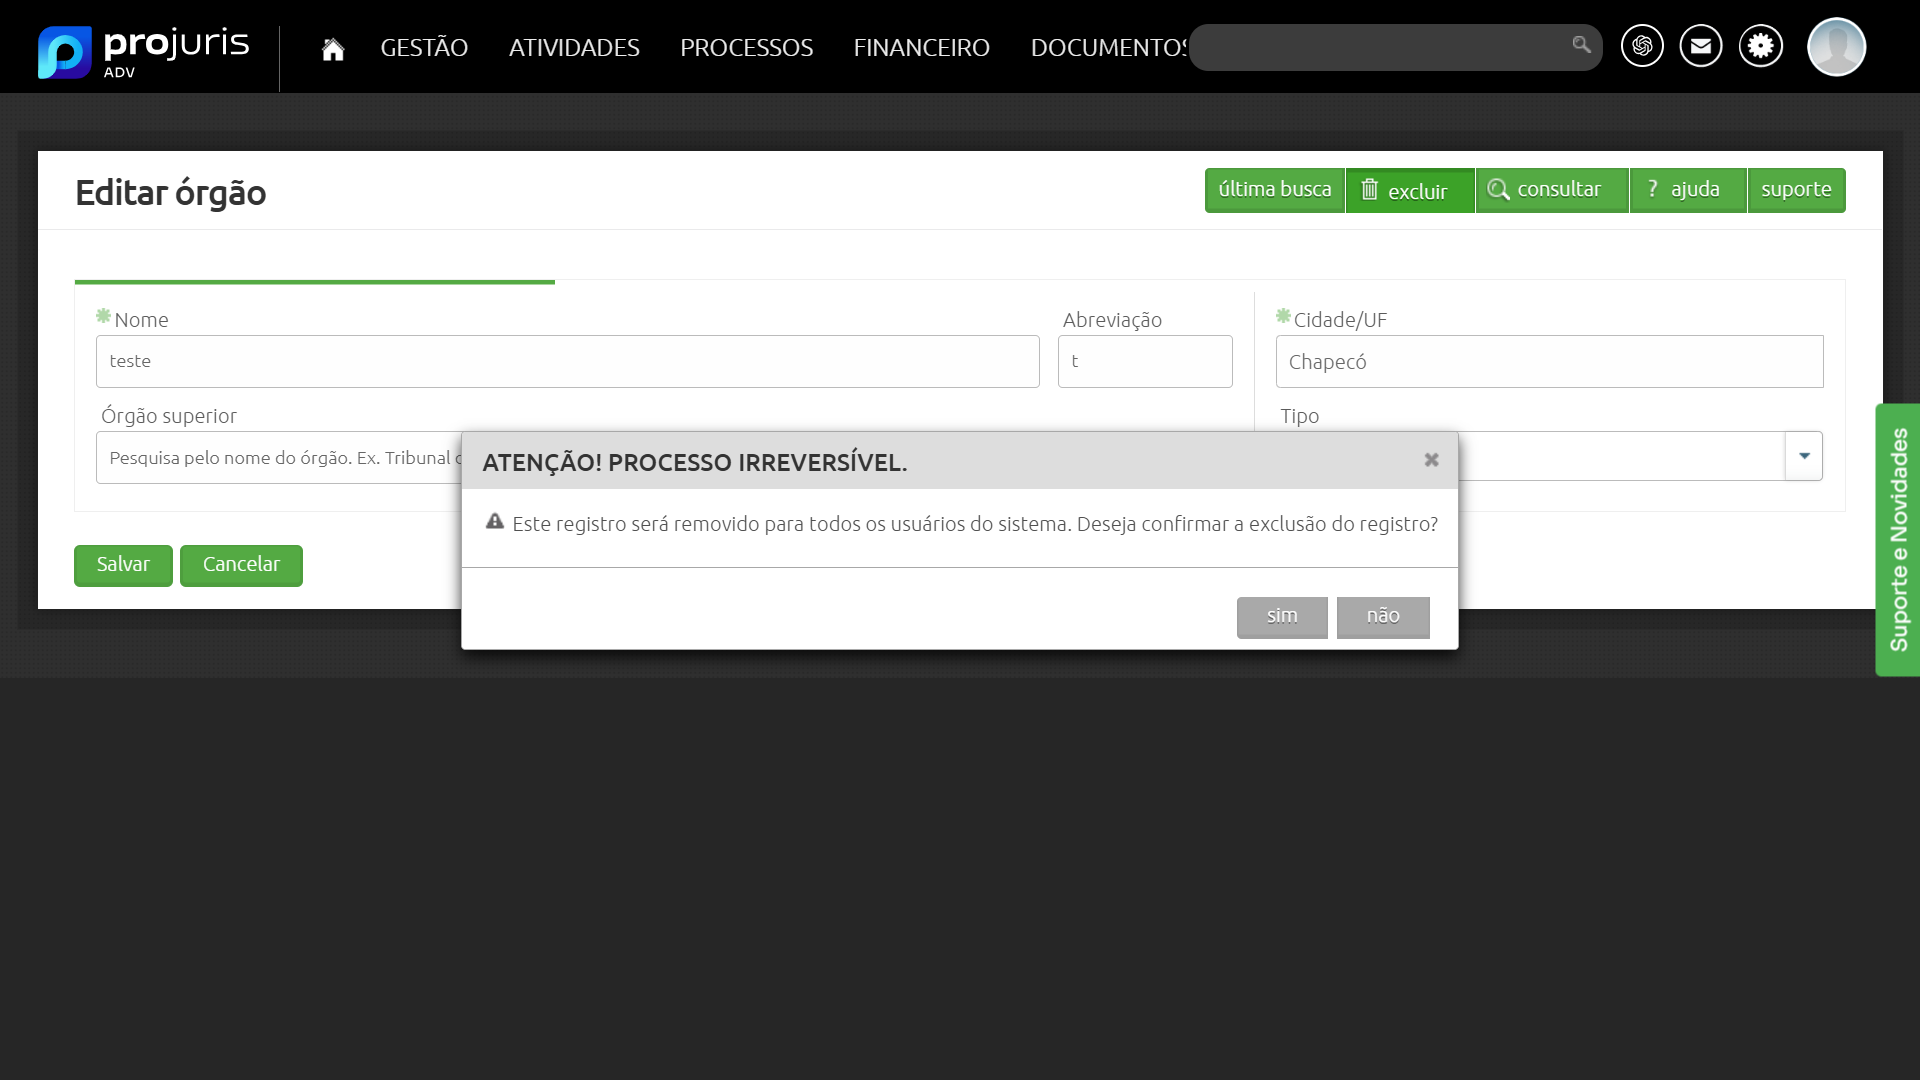 projuris
ADV
GESTÃO
ATIVIDADES
PROCESSOS
FINANCEIRO
DOCUMENTOS
Editar órgão
última busca
excluir
consultar
? ajuda
suporte
Nome
Abreviação
Cidade/UF
teste
t
Chapecó
Órgão superior
Tipo
Pesquisa pelo nome do órgão. Ex. Tribunal
ATENÇÃO! PROCESSO IRREVERSÍVEL.
Este registro será removido para todos os usuários do sistema. Deseja confirmar a exclusão do registro?
sim
não
Salvar
Cancelar
Suporte e Novidades